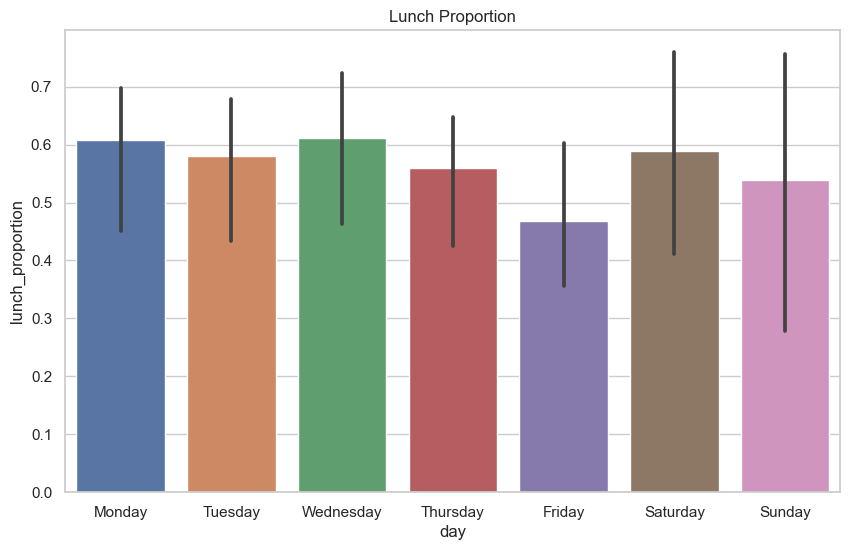 Lunch Proportion
lunch_proportion
0.7
0.6
0.5
0.4
0.3
0.2
0.1
0.0
Monday Tuesday Wednesday Thursday Friday Saturday Sunday
day